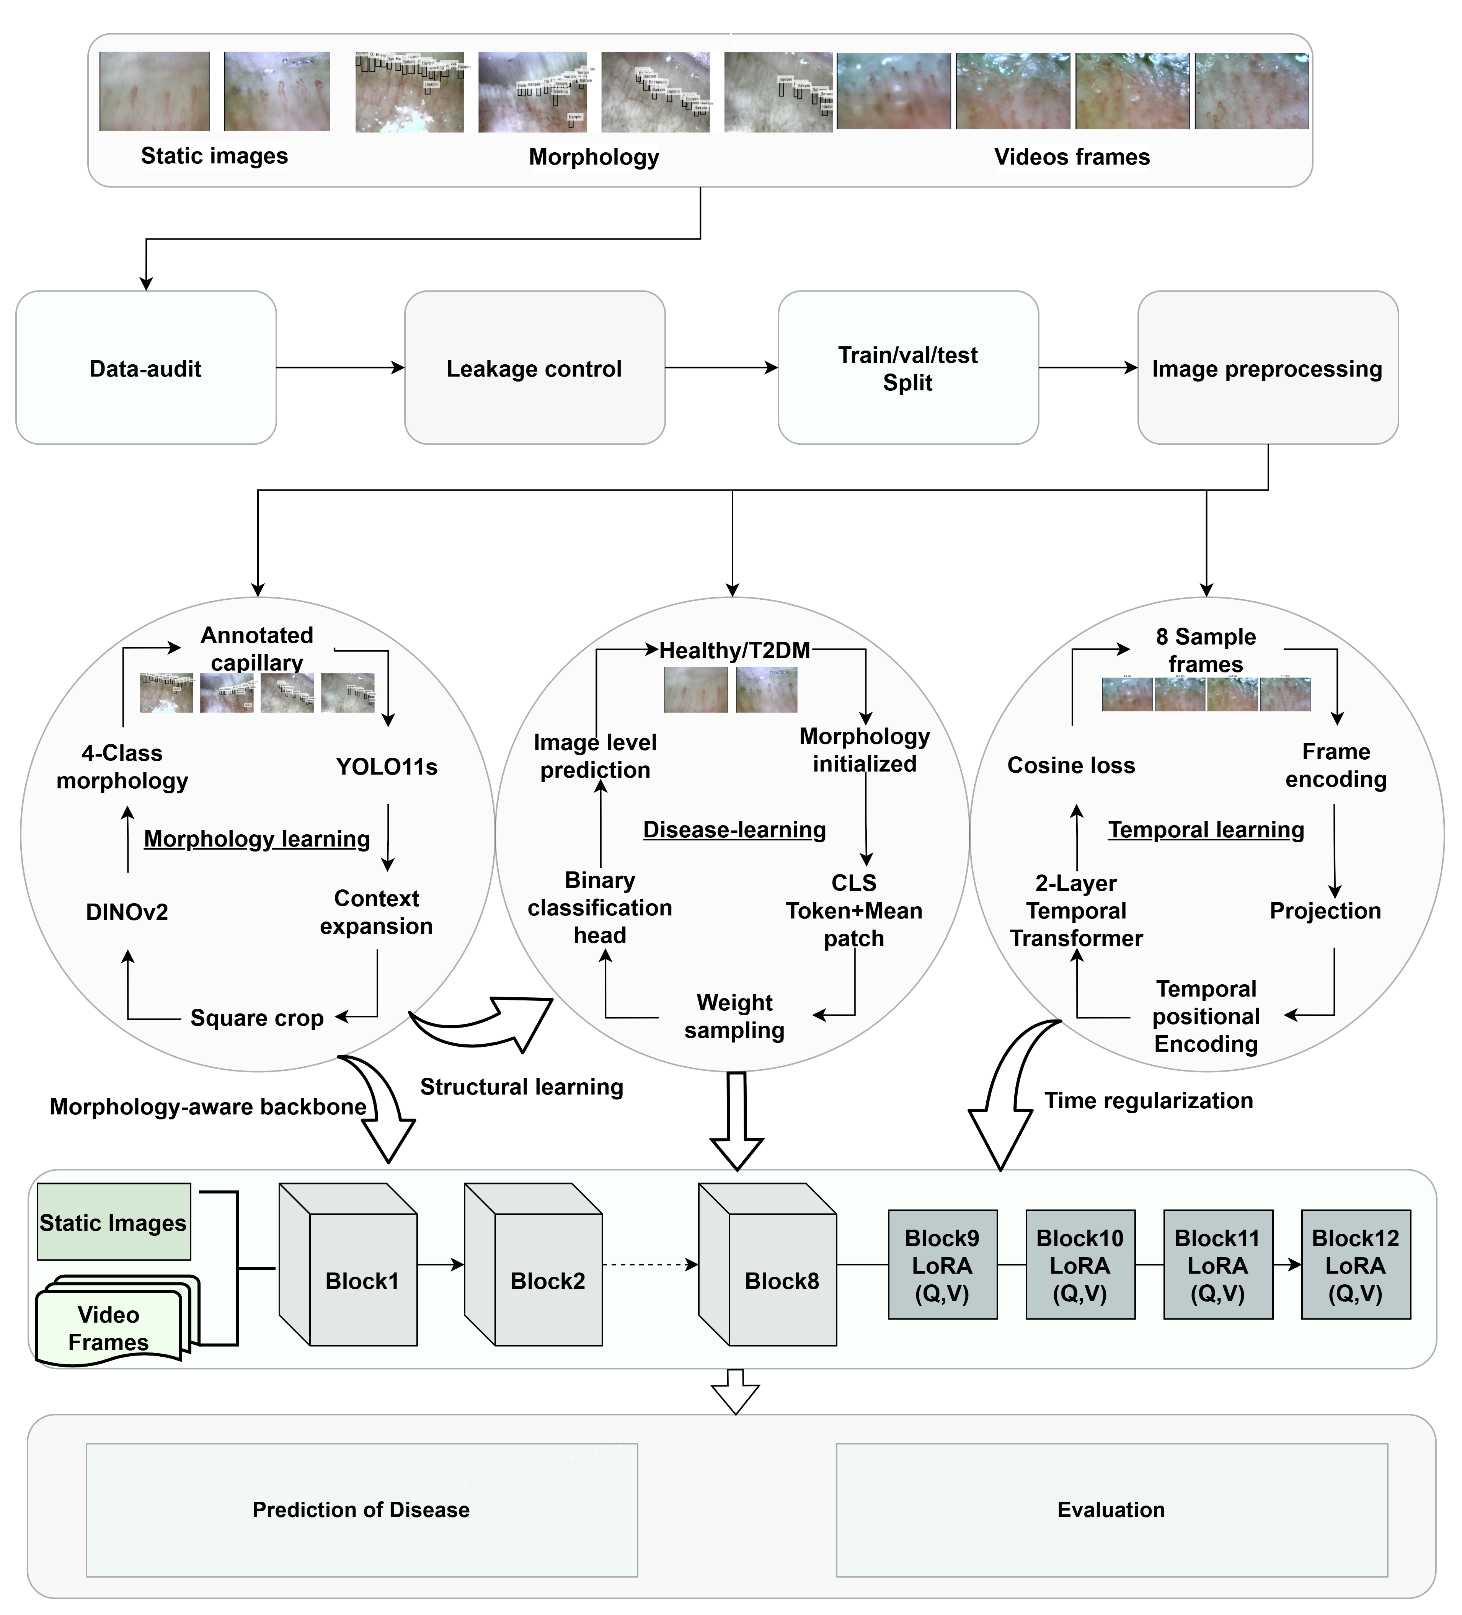 Static images
Morphology
Videos frames
Data-audit
Leakage control
Train/val/test
Split
Image preprocessing
Annotated
capillary
YOLO11s
Context
expansion
Square crop
DINOv2
4-Class
morphology
Morphology learning
Healthy/T2DM
Morphology
initialized
CLS
Token+Mean
patch
Weight
sampling
Binary
classification
head
Image level
prediction
Disease-learning
8 Sample
frames
Frame
encoding
Projection
Temporal
positional
Encoding
2-Layer
Temporal
Transformer
Cosine loss
Temporal learning
Morphology-aware backbone
Structural learning
Time regularization
Static Images
Video
Frames
Block1
Block2
Block8
Block9
LoRA
(Q,V)
Block10
LoRA
(Q,V)
Block11
LoRA
(Q,V)
Block12
LoRA
(Q,V)
Prediction of Disease
Evaluation